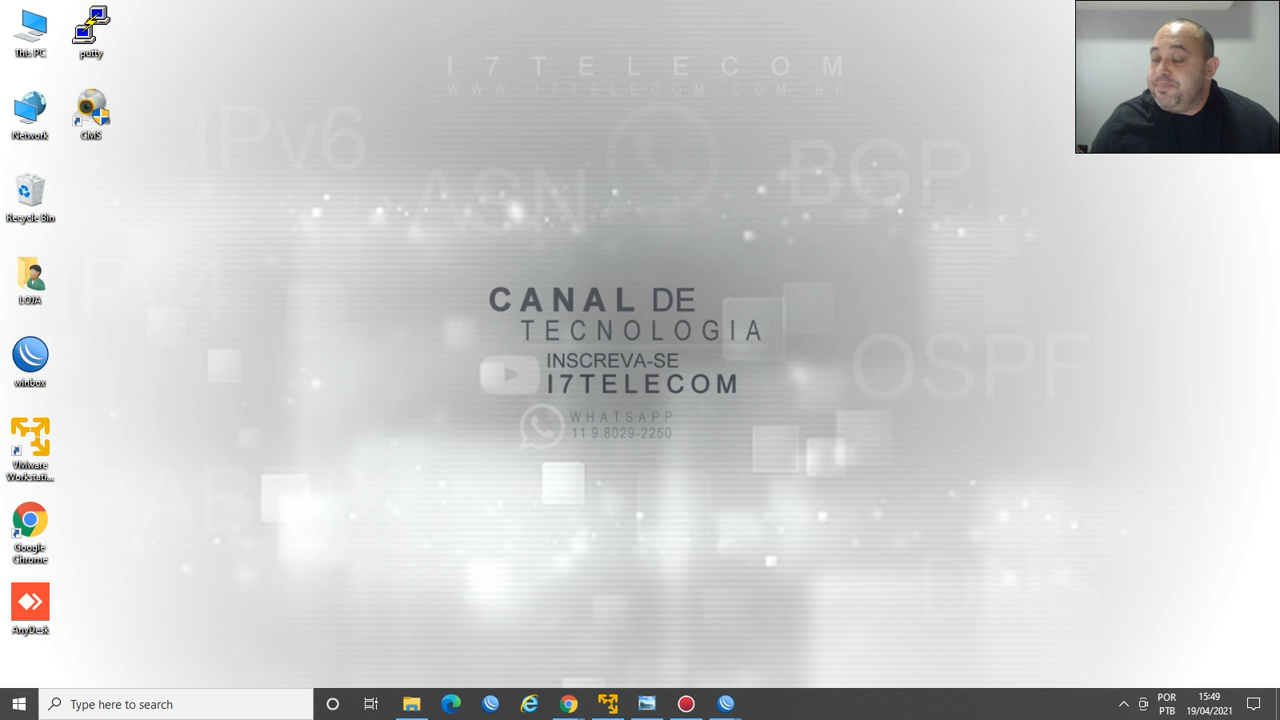 This PC
putty
Network
CMS
Recycle Bin
LOJA
winbox
VMware
Workstati...
Google
Chrome
AnyDesk
I7TELECOM
WWW.I7TELECOM.COM.BR
IPv6
ASN
BGP
IPv4
CANAL DE
TECNOLOGIA
INSCREVA-SE
I7TELECOM
WHATSAPP
11 9.8029-2250
OSPF
DNS
Type here to search
POR
PTB
15:49
19/04/2021